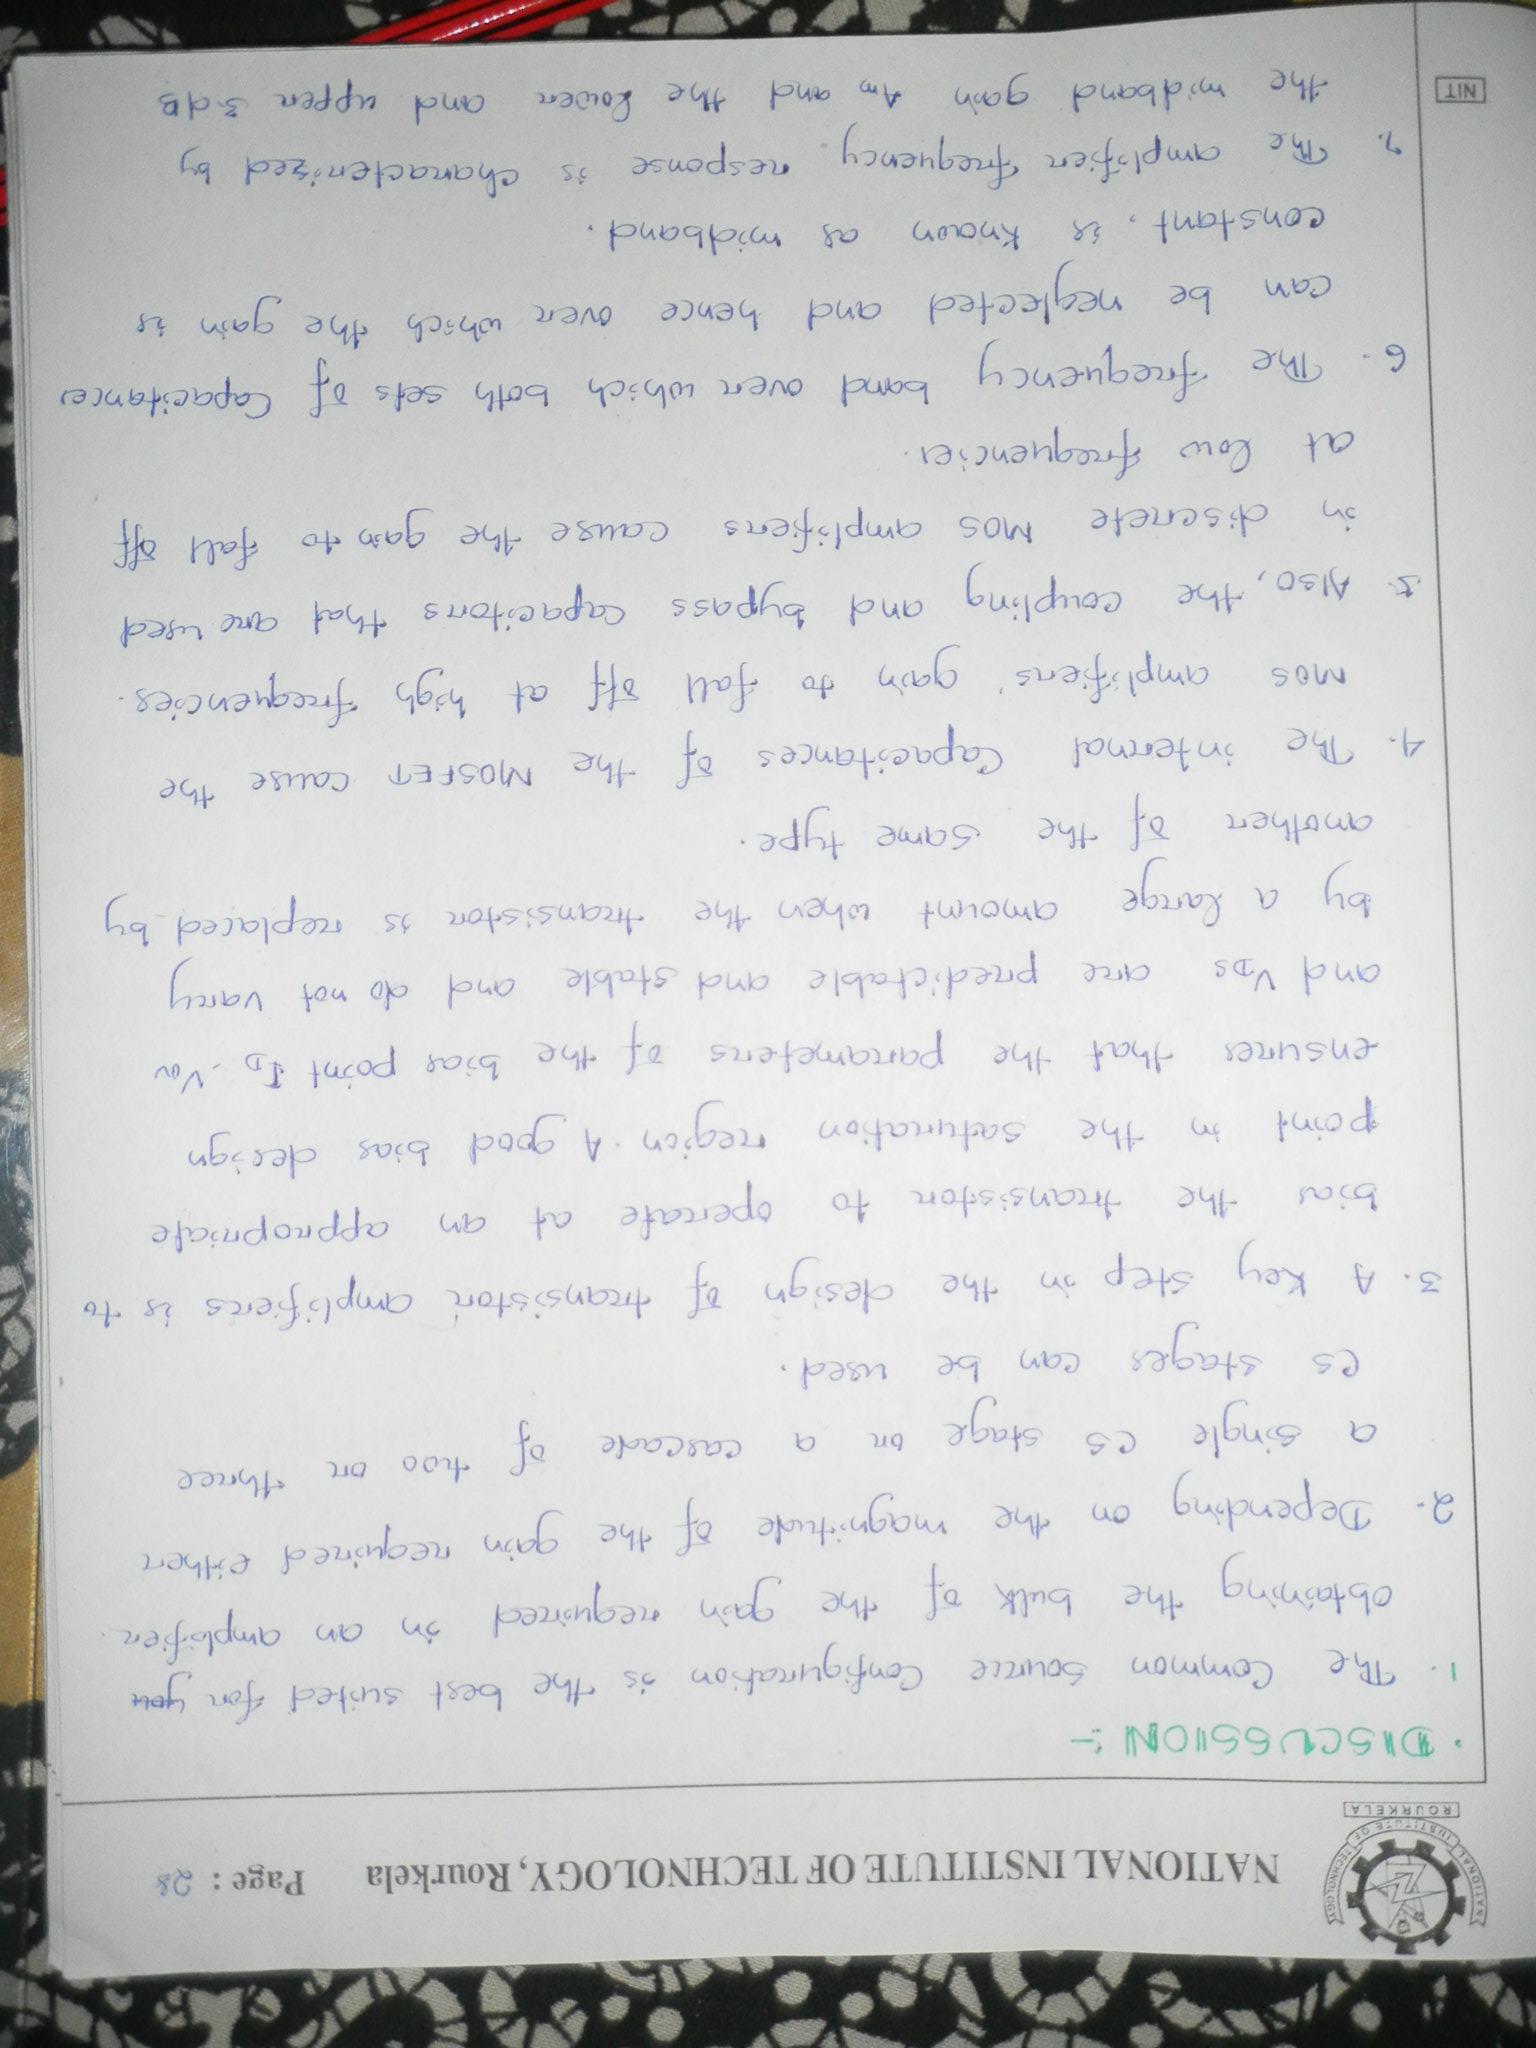 NATIONAL INSTITUTE OF TECHNOLOGY
ROURKELA
NATIONAL INSTITUTE OF TECHNOLOGY, Rourkela Page : 28
· DISCUSSION :-
1. The Common Source Configuration is the best suited for you
obtaining the bulk of the gain required in an amplifier.
2. Depending on the magnitude of the gain required either
a single CS stage or a cascade of two or three
CS stages can be used.
3. A Key step in the design of transistor amplifiers is to
bias the transistor to operate at an appropriate
point in the saturation region. A good bias design
ensures that the parameters of the bias point ID, VOV
and VDS are predictable and stable and do not vary
by a large amount when the transistor is replaced by
another of the same type.
4. The internal Capacitances of the MOSFET cause the
MOS amplifiers' gain to fall off at high frequencies.
5. Also, the coupling and bypass capacitors that are used
in discrete MOS amplifiers cause the gain to fall off
at low frequencies.
6. The frequency band over which both sets of Capacitances
can be neglected and hence over which the gain is
constant, is known as midband.
7. The amplifier frequency response is characterized by
the midband gain Am and the lower and upper 3-dB
NIT